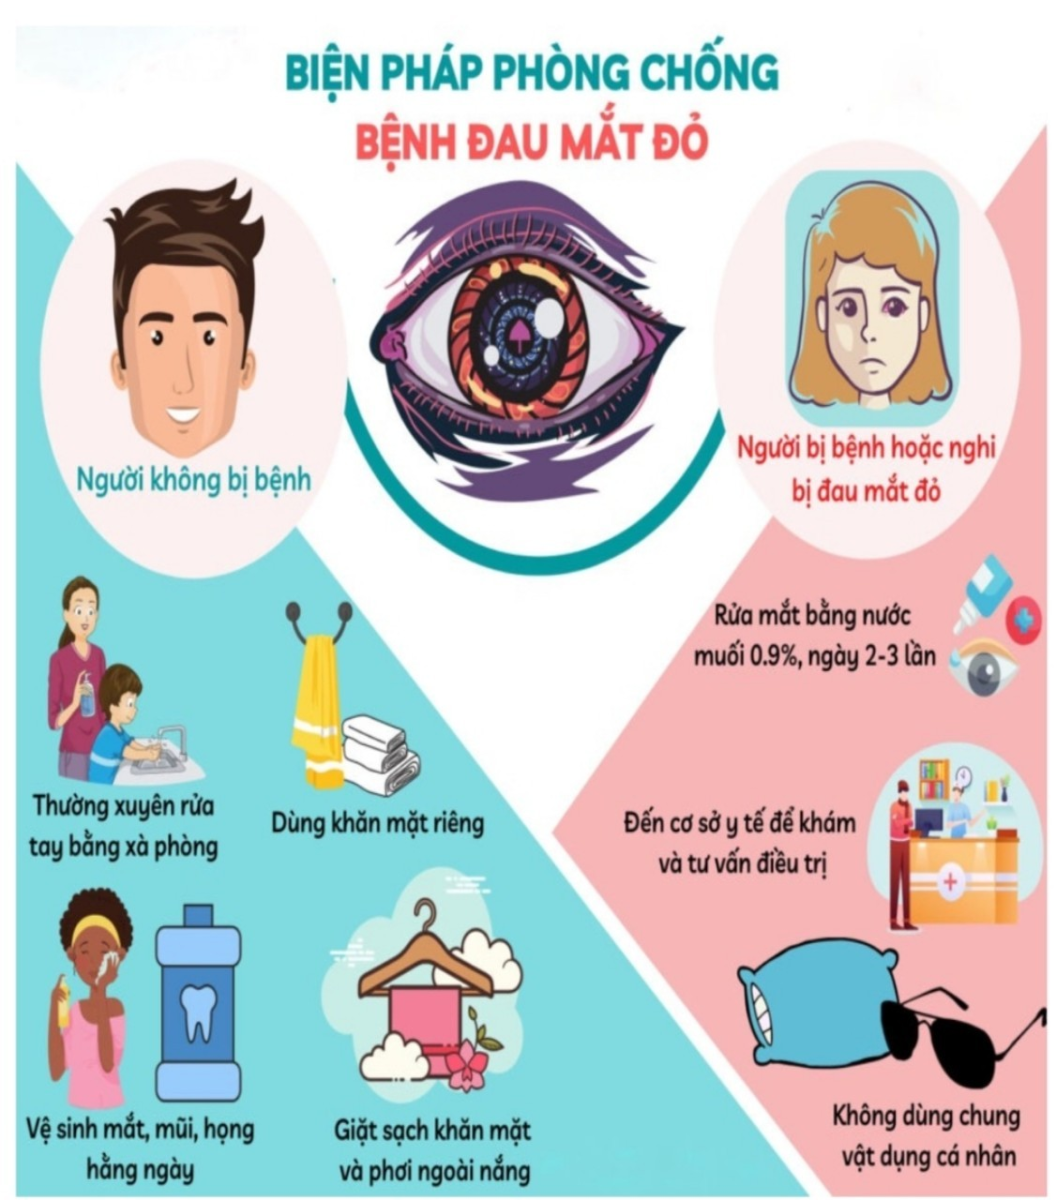 BIỆN PHÁP PHÒNG CHỐNG
BỆNH ĐAU MẮT ĐỎ
Người không bị bệnh
Thường xuyên rửa
tay bằng xà phòng
Dùng khăn mặt riêng
Vệ sinh mắt, mũi, họng
hằng ngày
Giặt sạch khăn mặt
và phơi ngoài nắng
Người bị bệnh hoặc nghi
bị đau mắt đỏ
Rửa mắt bằng nước
muối 0.9%, ngày 2-3 lần
Đến cơ sở y tế để khám
và tư vấn điều trị
Không dùng chung
vật dụng cá nhân